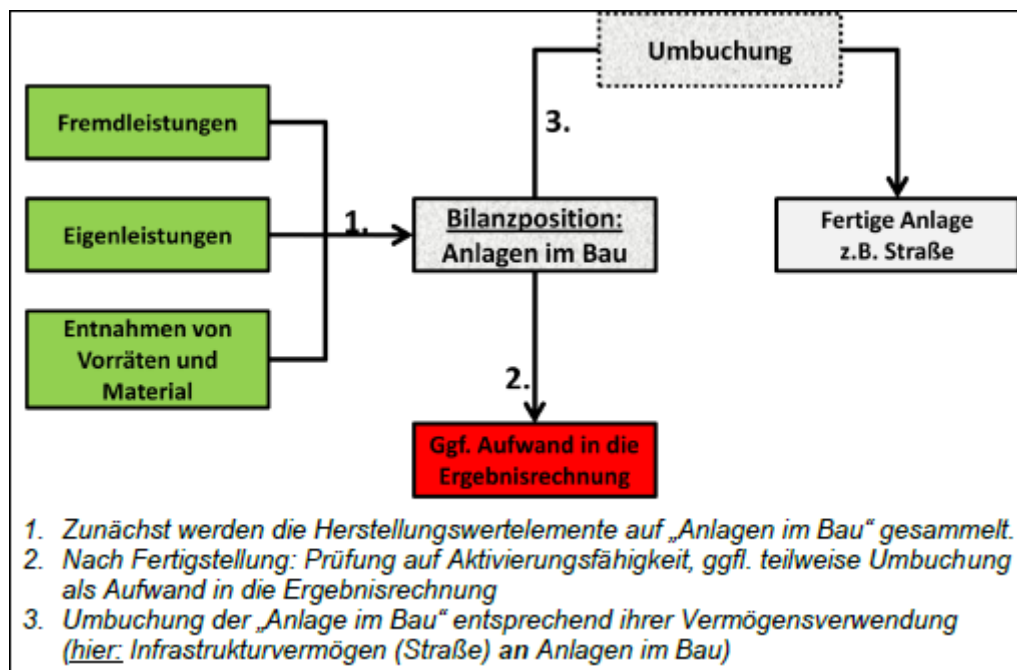 Umbuchung
Fremdleistungen
3.
Eigenleistungen
1.
Bilanzposition:
Anlagen im Bau
Fertige Anlage
z.B. Straße
Entnahmen von
Vorräten und
Material
2.
Ggf. Aufwand in die
Ergebnisrechnung
1. Zunächst werden die Herstellungswertelemente auf „Anlagen im Bau“ gesammelt.
2. Nach Fertigstellung: Prüfung auf Aktivierungsfähigkeit, ggfl. teilweise Umbuchung
als Aufwand in die Ergebnisrechnung
3. Umbuchung der „Anlage im Bau“ entsprechend ihrer Vermögensverwendung
(hier: Infrastrukturvermögen (Straße) an Anlagen im Bau)